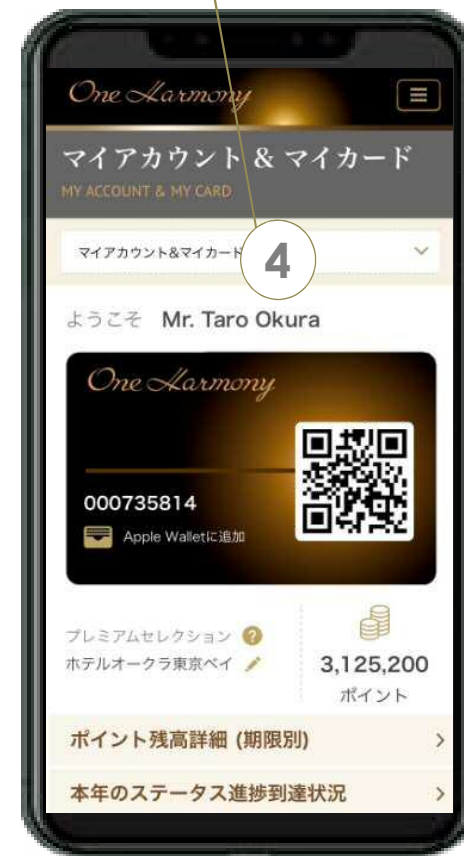 One Harmony
マイアカウント & マイカード
MY ACCOUNT & MY CARD
マイアカウント&マイカード
4
ようこそ Mr. Taro Okura
One Harmony
000735814
Apple Walletに追加
プレミアムセレクション ?
ホテルオークラ東京ベイ
3,125,200
ポイント
ポイント残高詳細 (期限別)
本年のステータス進捗到達状況